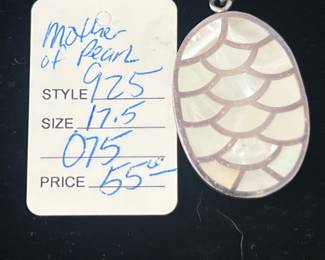 Mother
of Pearl
STYLE 925
SIZE 17.5
.075
PRICE 55